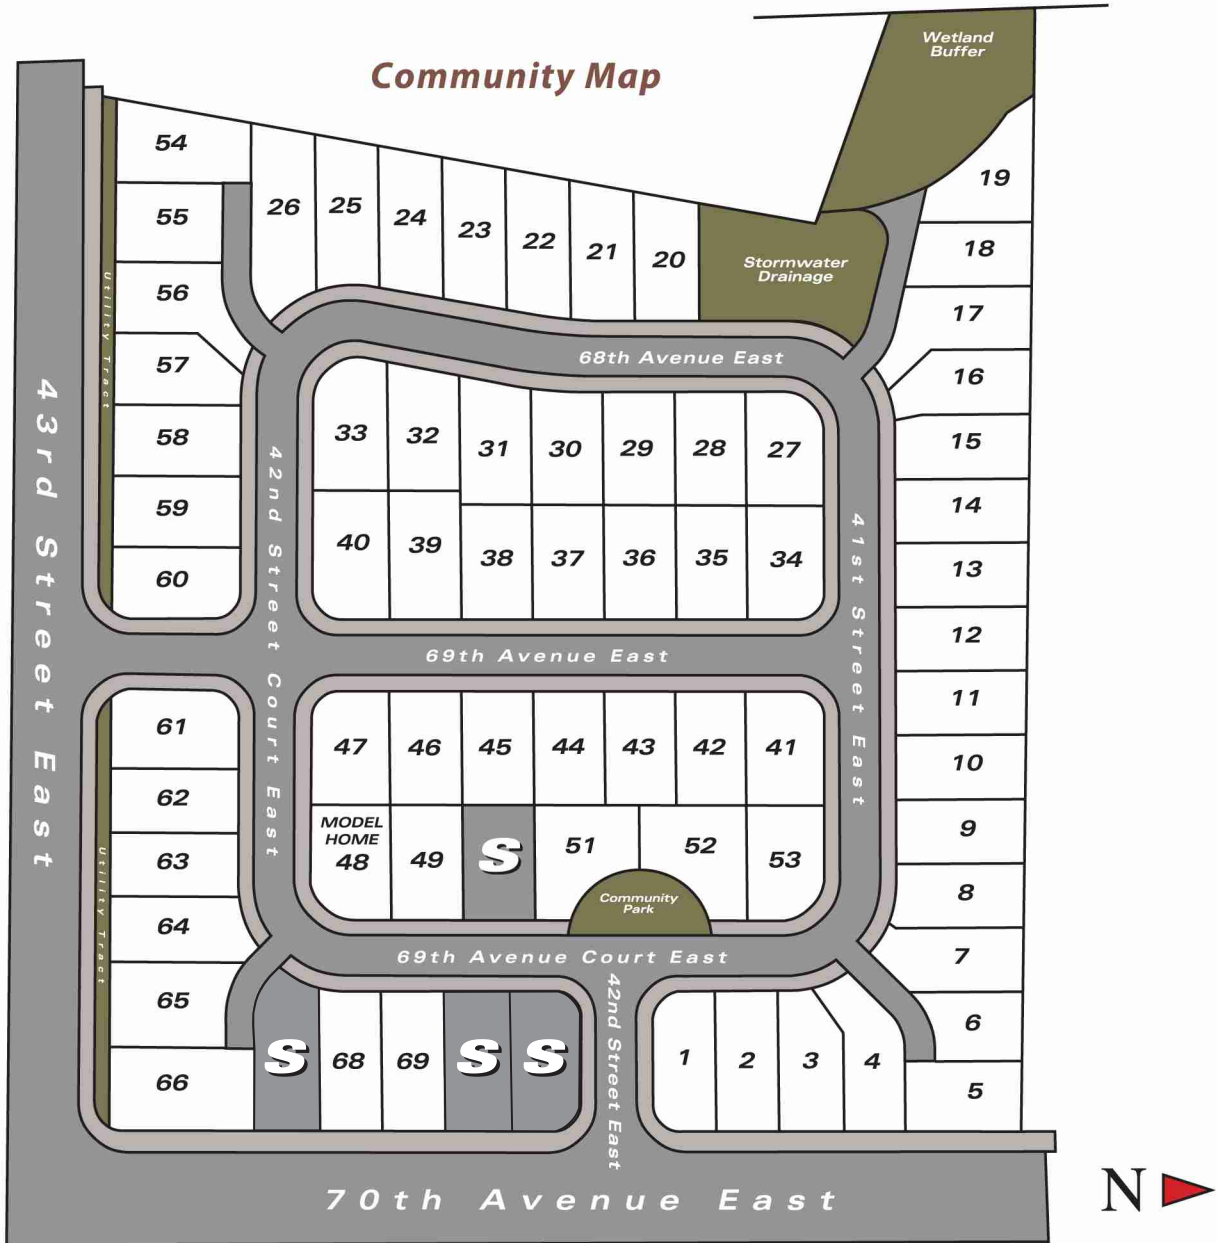 Community Map
Wetland
Buffer
54
55
56
57
58
59
60
26
25
24
23
22
21
20
Stormwater
Drainage
19
18
17
16
15
14
13
12
11
10
9
8
7
6
5
Utility Tract
43rd Street East
42nd Street Court East
68th Avenue East
41st Street East
33
32
31
30
29
28
27
40
39
38
37
36
35
34
69th Avenue East
61
62
63
64
65
66
Utility Tract
47
46
45
44
43
42
41
MODEL
HOME
48
49
S
51
52
53
Community
Park
69th Avenue Court East
42nd Street East
S
68
69
S
S
1
2
3
4
70th Avenue East
N